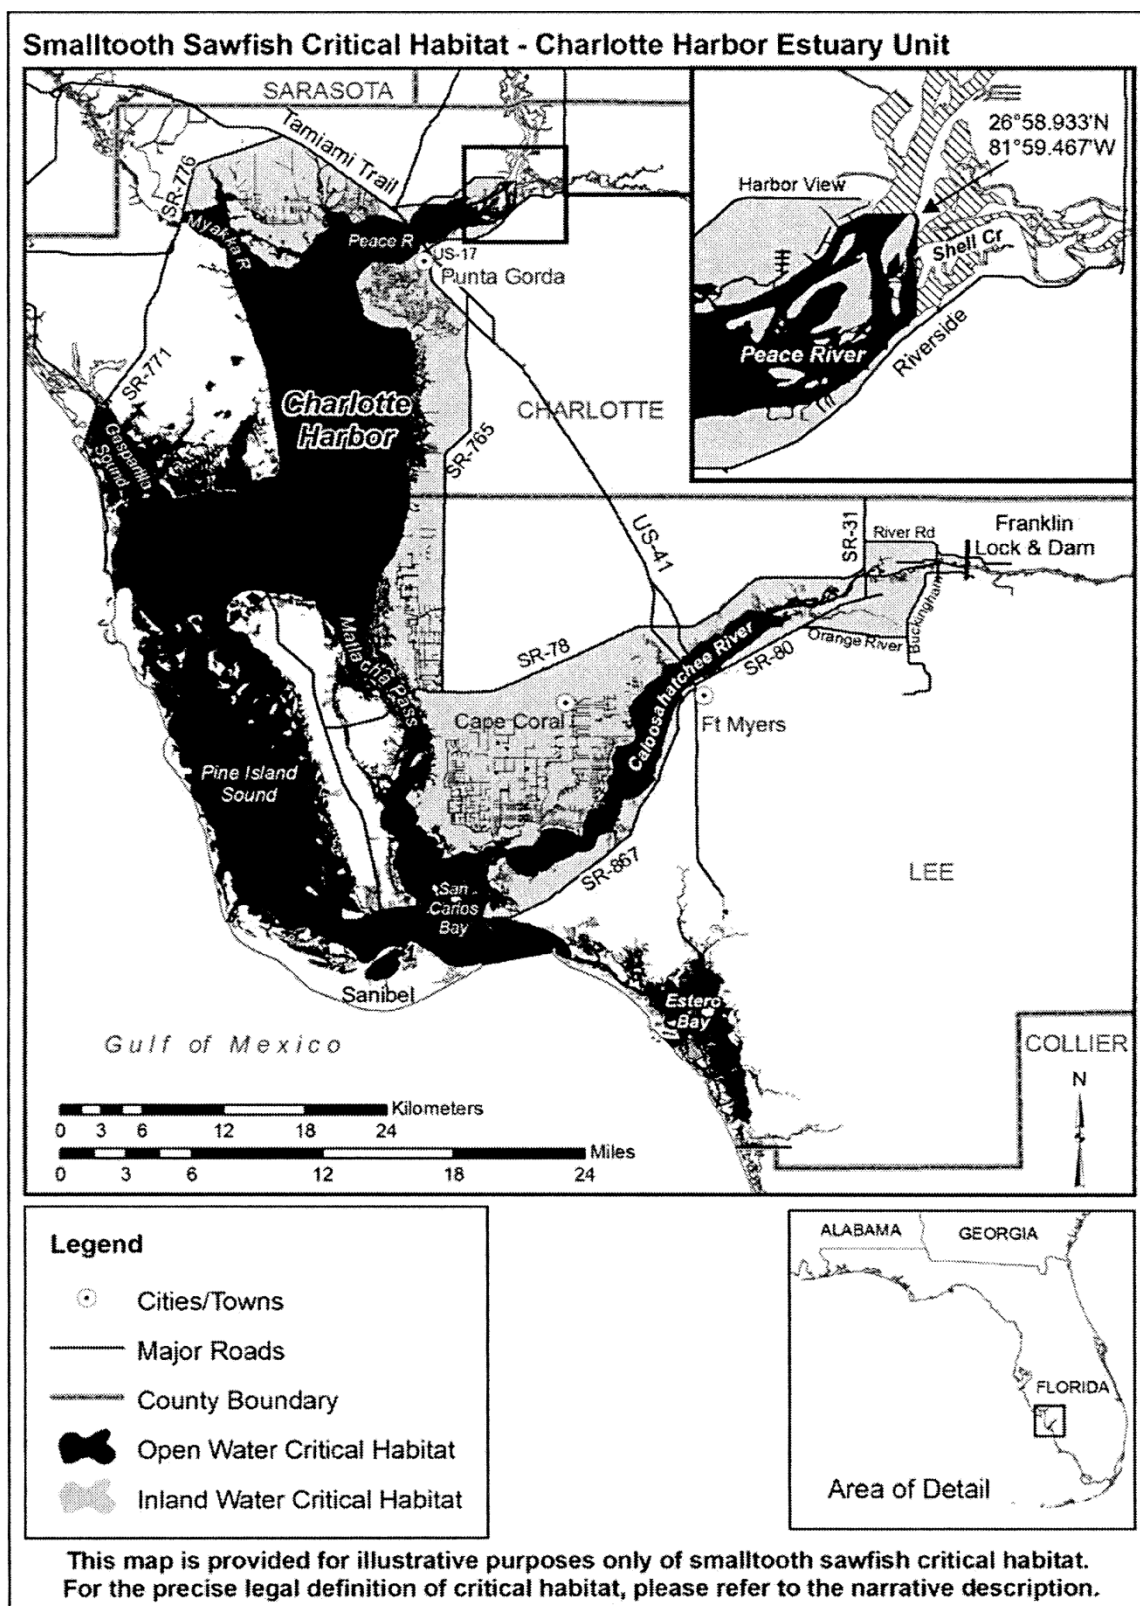 Smalltooth Sawfish Critical Habitat - Charlotte Harbor Estuary Unit
SARASOTA
Tamiami Trail
SR-776
Myakka R
Peace R
US-17
Punta Gorda
26°58.933'N
81°59.467'W
Harbor View
Shell Cr
Peace River
Riverside
SR-771
Gasparilla
Sound
Charlotte
Harbor
CHARLOTTE
SR-765
US-41
SR-31
River Rd
Franklin
Lock & Dam
Buckingham
Orange River
SR-80
SR-78
Matlacha Pass
Caloosahatchee River
Cape Coral
Ft Myers
Pine Island
Sound
SR-867
LEE
San
Carlos
Bay
Sanibel
Estero
Bay
Gulf of Mexico
COLLIER
N
Kilometers
0 3 6 12 18 24
Miles
0 3 6 12 18 24
Legend
Cities/Towns
Major Roads
County Boundary
Open Water Critical Habitat
Inland Water Critical Habitat
ALABAMA
GEORGIA
FLORIDA
Area of Detail
This map is provided for illustrative purposes only of smalltooth sawfish critical habitat.
For the precise legal definition of critical habitat, please refer to the narrative description.